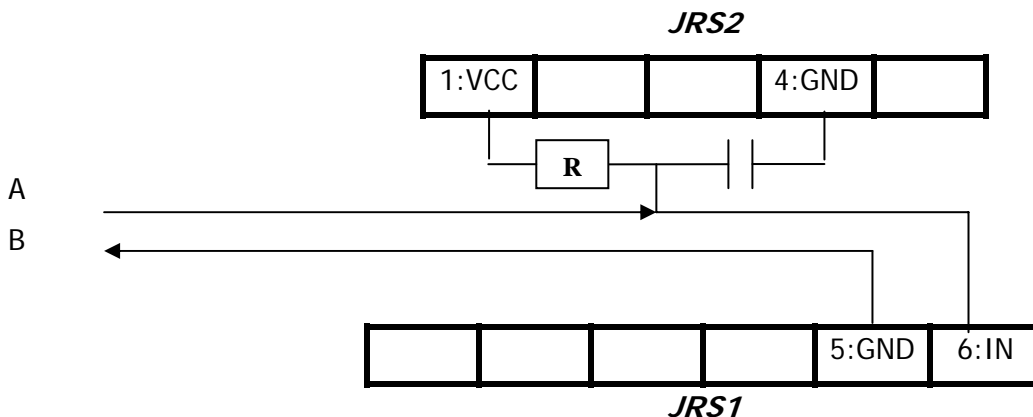 JRS2
1:VCC 4:GND
R
A
B
5:GND 6:IN
JRS1